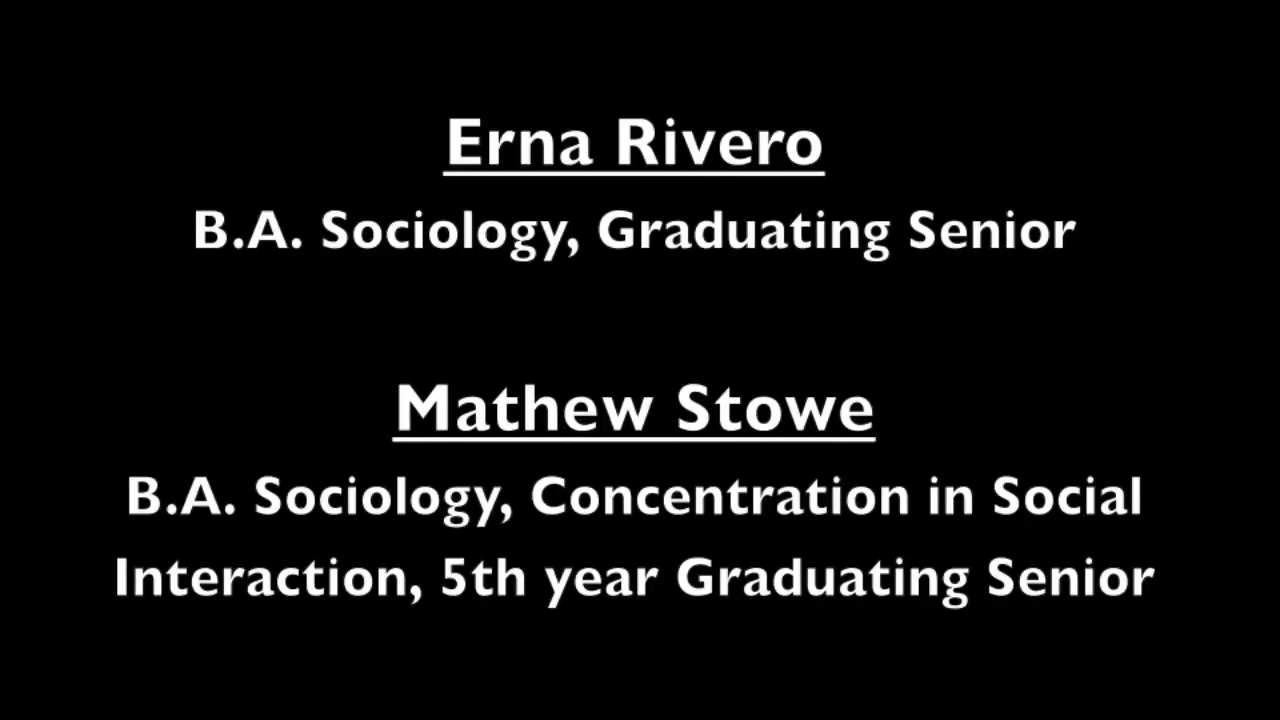 Erna Rivero
B.A. Sociology, Graduating Senior
Mathew Stowe
B.A. Sociology, Concentration in Social
Interaction, 5th year Graduating Senior